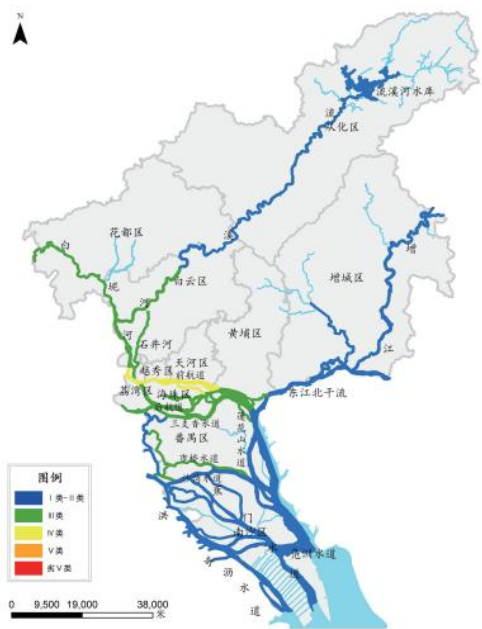 N
流溪河水库
流
从化区
溪
花都区
白
坭
河
白云区
河
石井河
增
增城区
江
黄埔区
天河区
越秀区
前航道
荔湾区
海珠区
后航道
东江北干流
三支香水道
莲花山水道
番禺区
市桥水道
沙湾水道
蕉
门
南沙区
水
道
洪
奇
沥
水
道
凫洲水道
图例
Ⅰ类-Ⅱ类
Ⅲ类
Ⅳ类
Ⅴ类
劣Ⅴ类
0 9,500 19,000 38,000
米